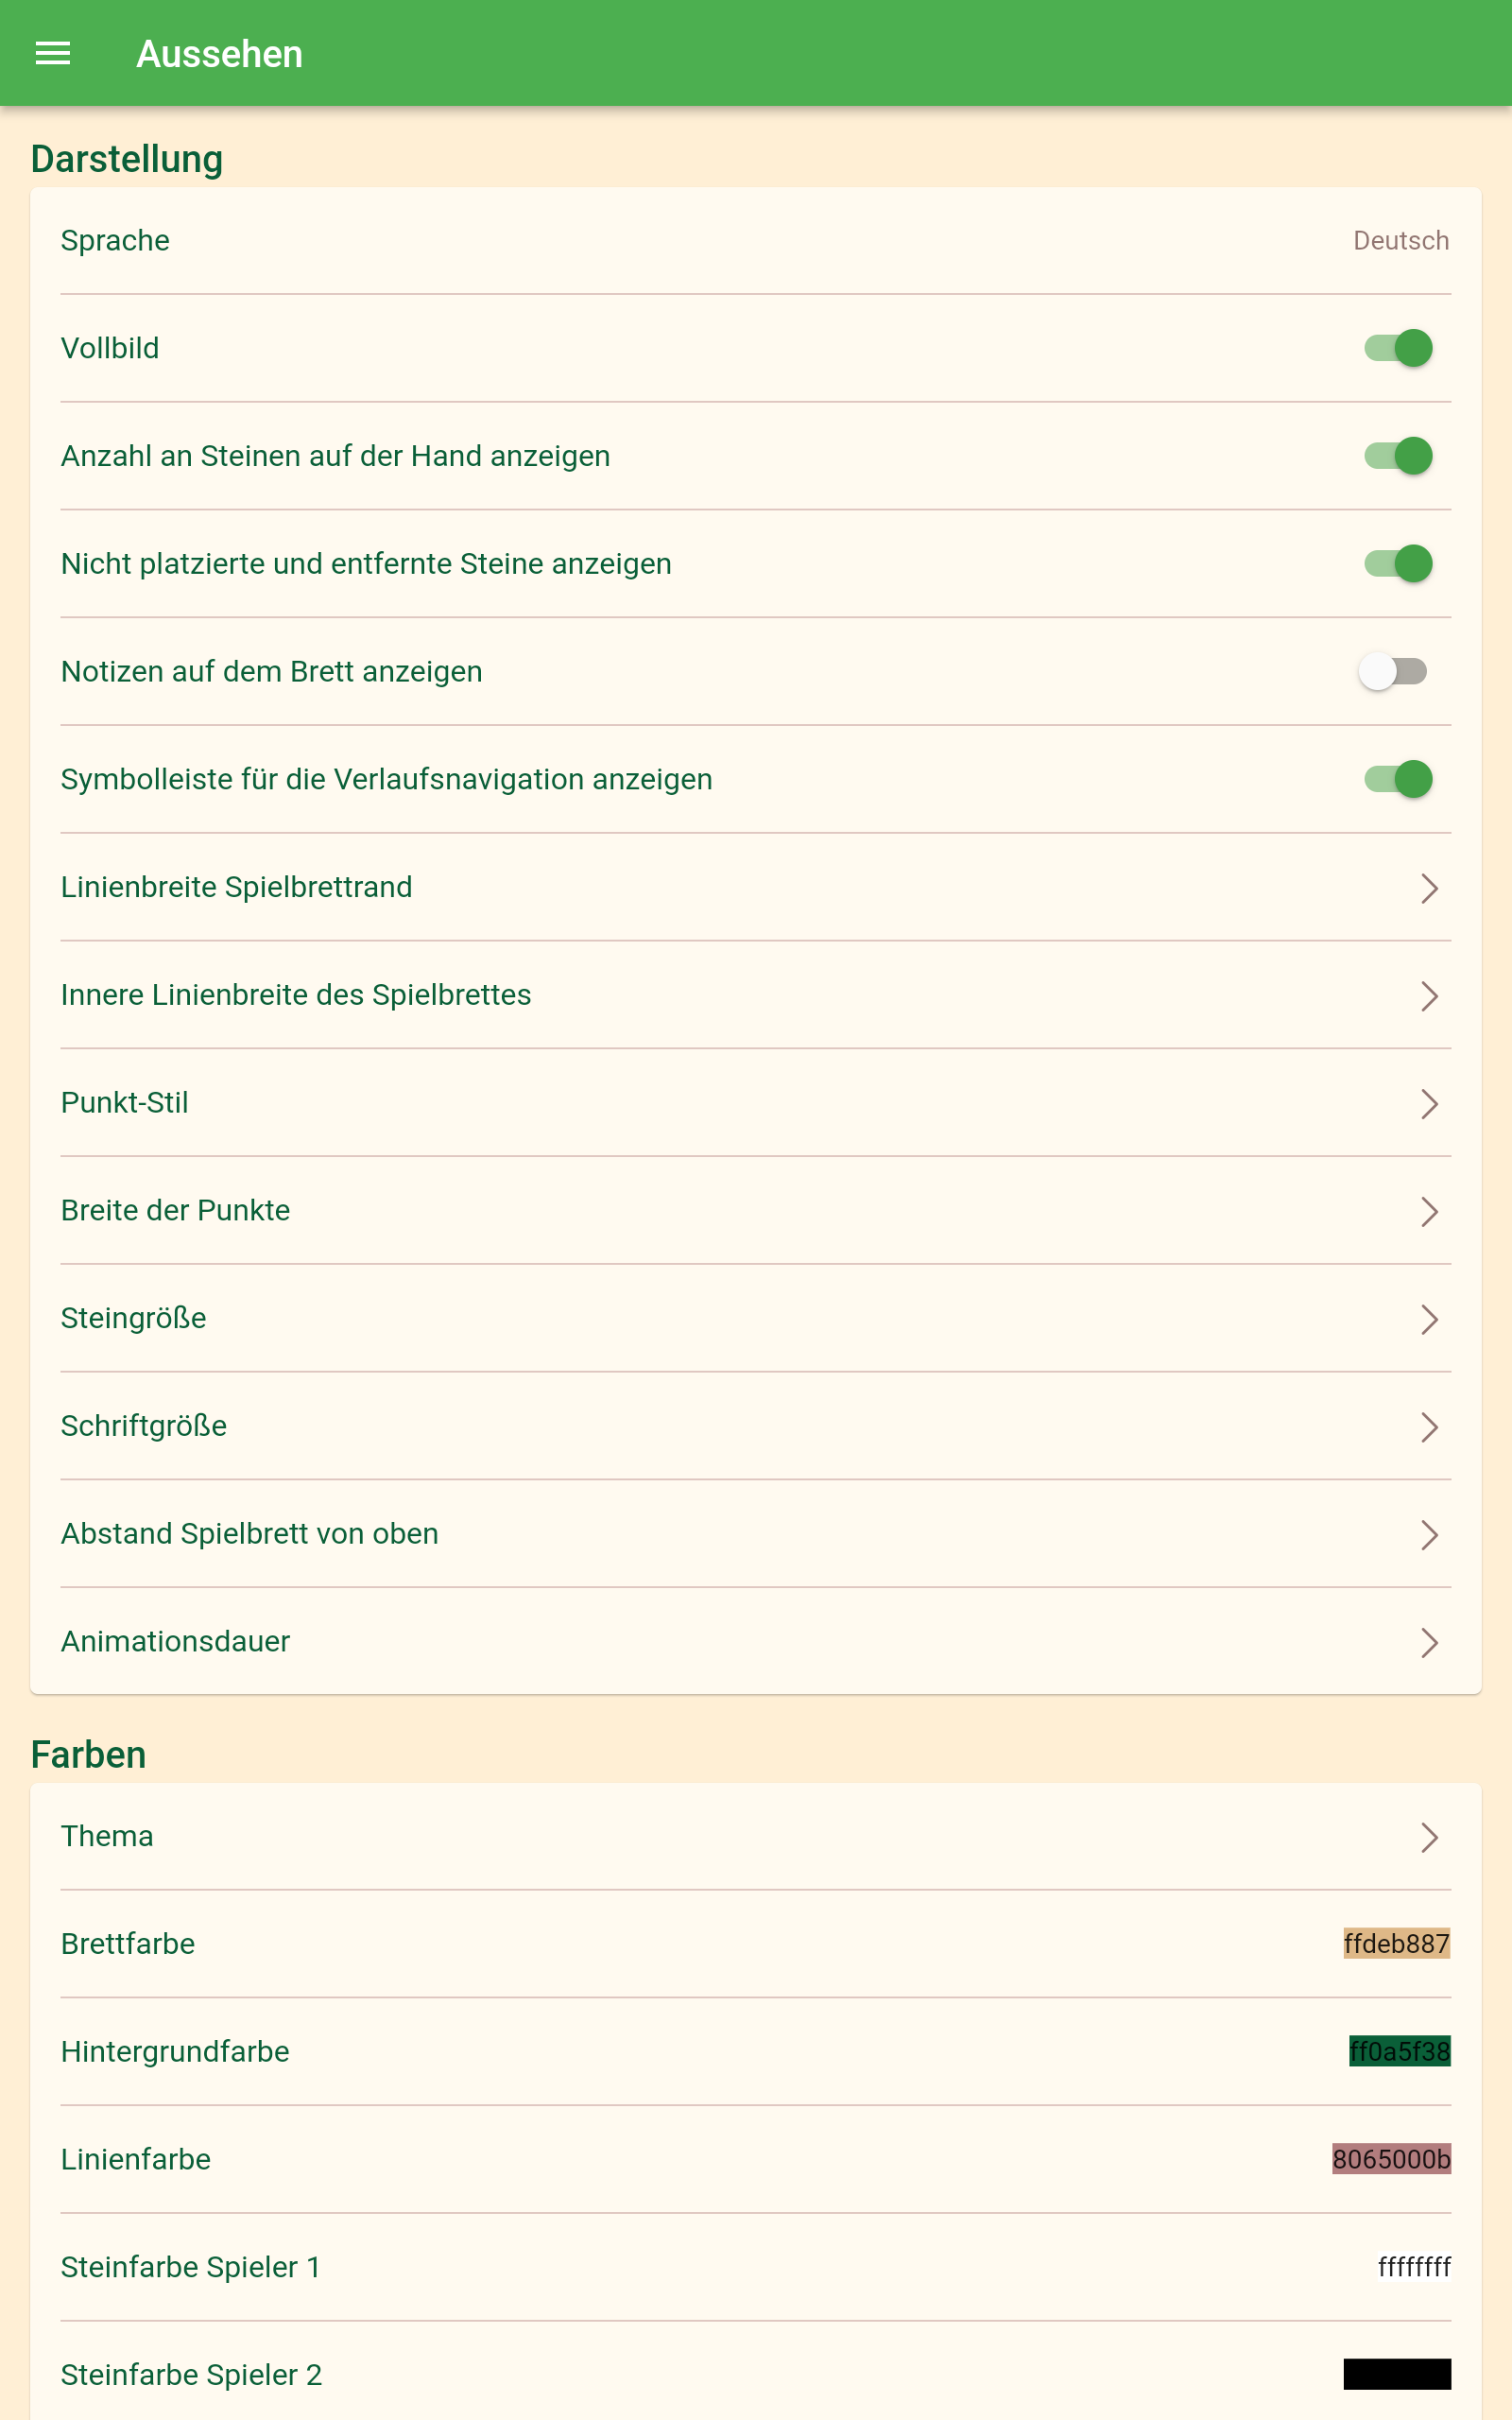 Aussehen
Darstellung
Sprache Deutsch
Vollbild
Anzahl an Steinen auf der Hand anzeigen
Nicht platzierte und entfernte Steine anzeigen
Notizen auf dem Brett anzeigen
Symbolleiste für die Verlaufsnavigation anzeigen
Linienbreite Spielbrettrand
Innere Linienbreite des Spielbrettes
Punkt-Stil
Breite der Punkte
Steingröße
Schriftgröße
Abstand Spielbrett von oben
Animationsdauer
Farben
Thema
Brettfarbe ffdeb887
Hintergrundfarbe ff0a5f38
Linienfarbe 8065000b
Steinfarbe Spieler 1 ffffffff
Steinfarbe Spieler 2